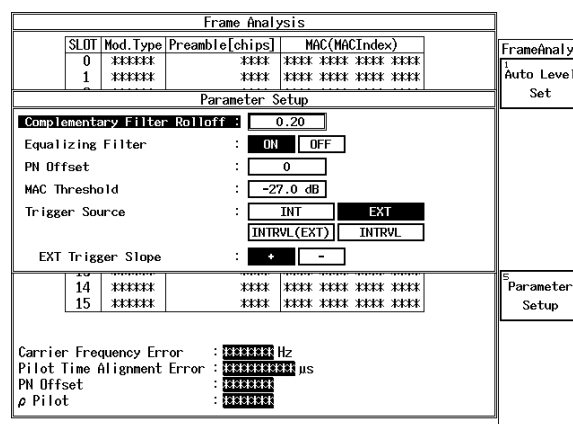 Frame Analysis
SLOT Mod.Type Preamble[chips] MAC(MACIndex)
0 ****** **** **** **** **** ****
1 ****** **** **** **** **** ****
Parameter Setup
Complementary Filter Rolloff : 0.20
Equalizing Filter : ON OFF
PN Offset : 0
MAC Threshold : -27.0 dB
Trigger Source : INT EXT
INTRVL(EXT) INTRVL
EXT Trigger Slope : + -
14 ****** **** **** **** **** ****
15 ****** **** **** **** **** ****
Carrier Frequency Error : ******* Hz
Pilot Time Alignment Error : ********** μs
PN Offset : *******
ρ Pilot : *******
FrameAnaly
1
Auto Level
Set
5
Parameter
Setup